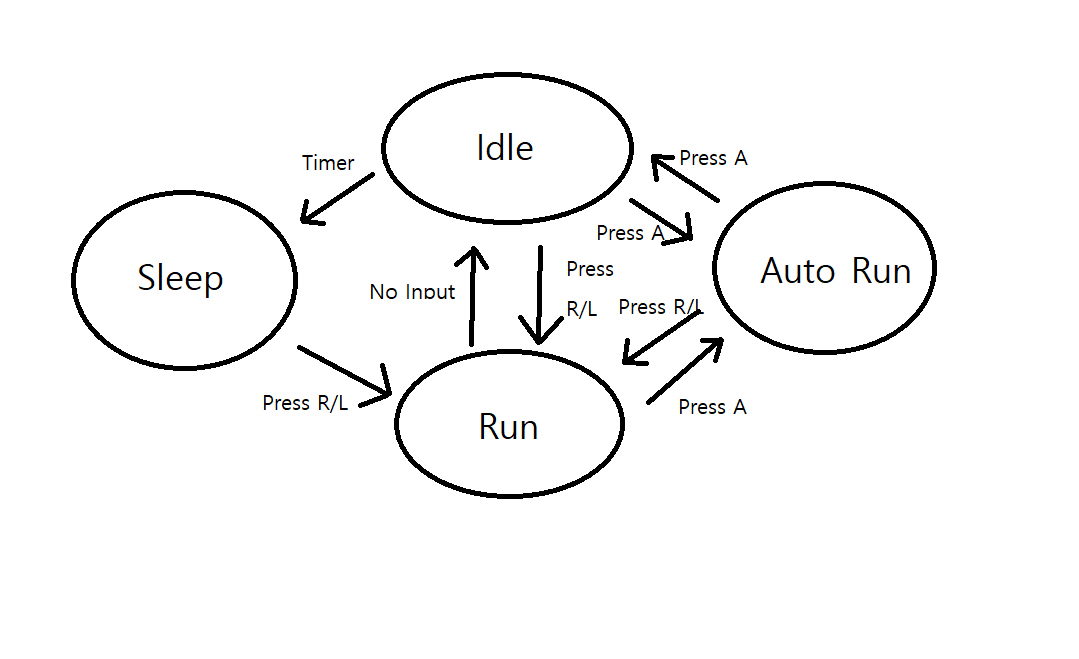 Idle
Timer
Press A
Press A
Sleep
Auto Run
No Input
Press
R/L
Press R/L
Press R/L
Run
Press A